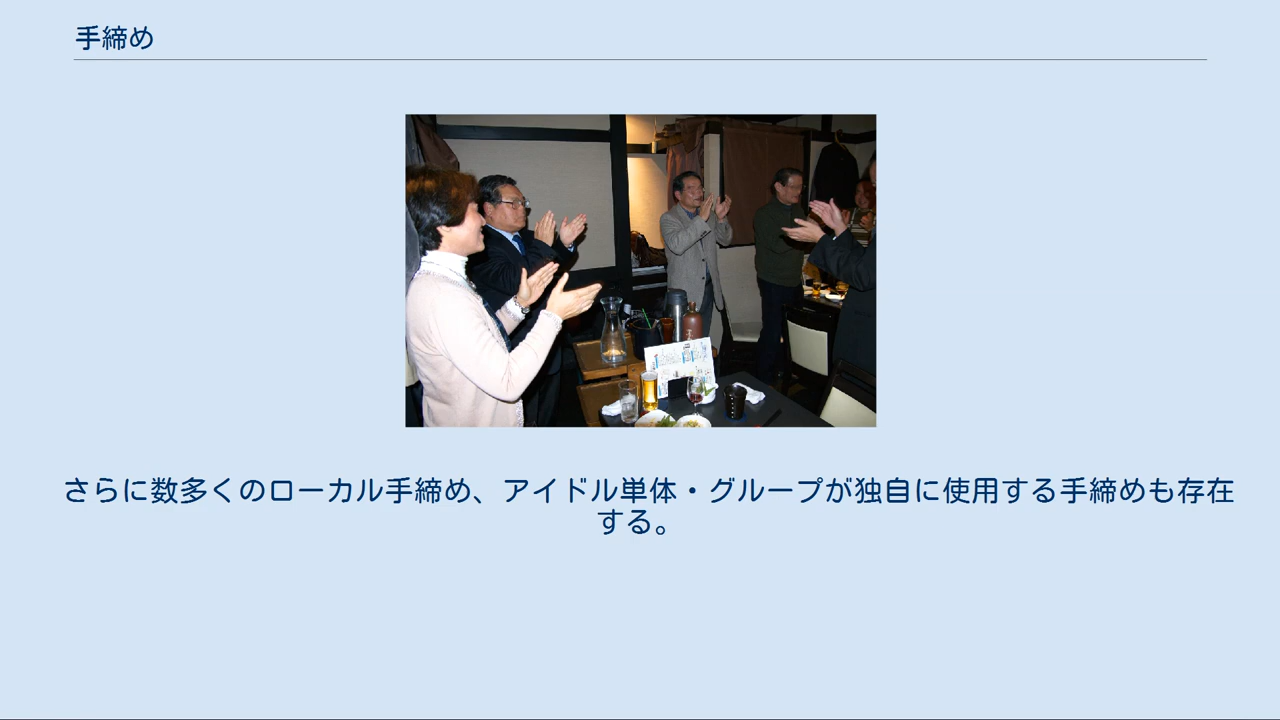 手締め
さらに数多くのローカル手締め、アイドル単体・グループが独自に使用する手締めも存在
する。